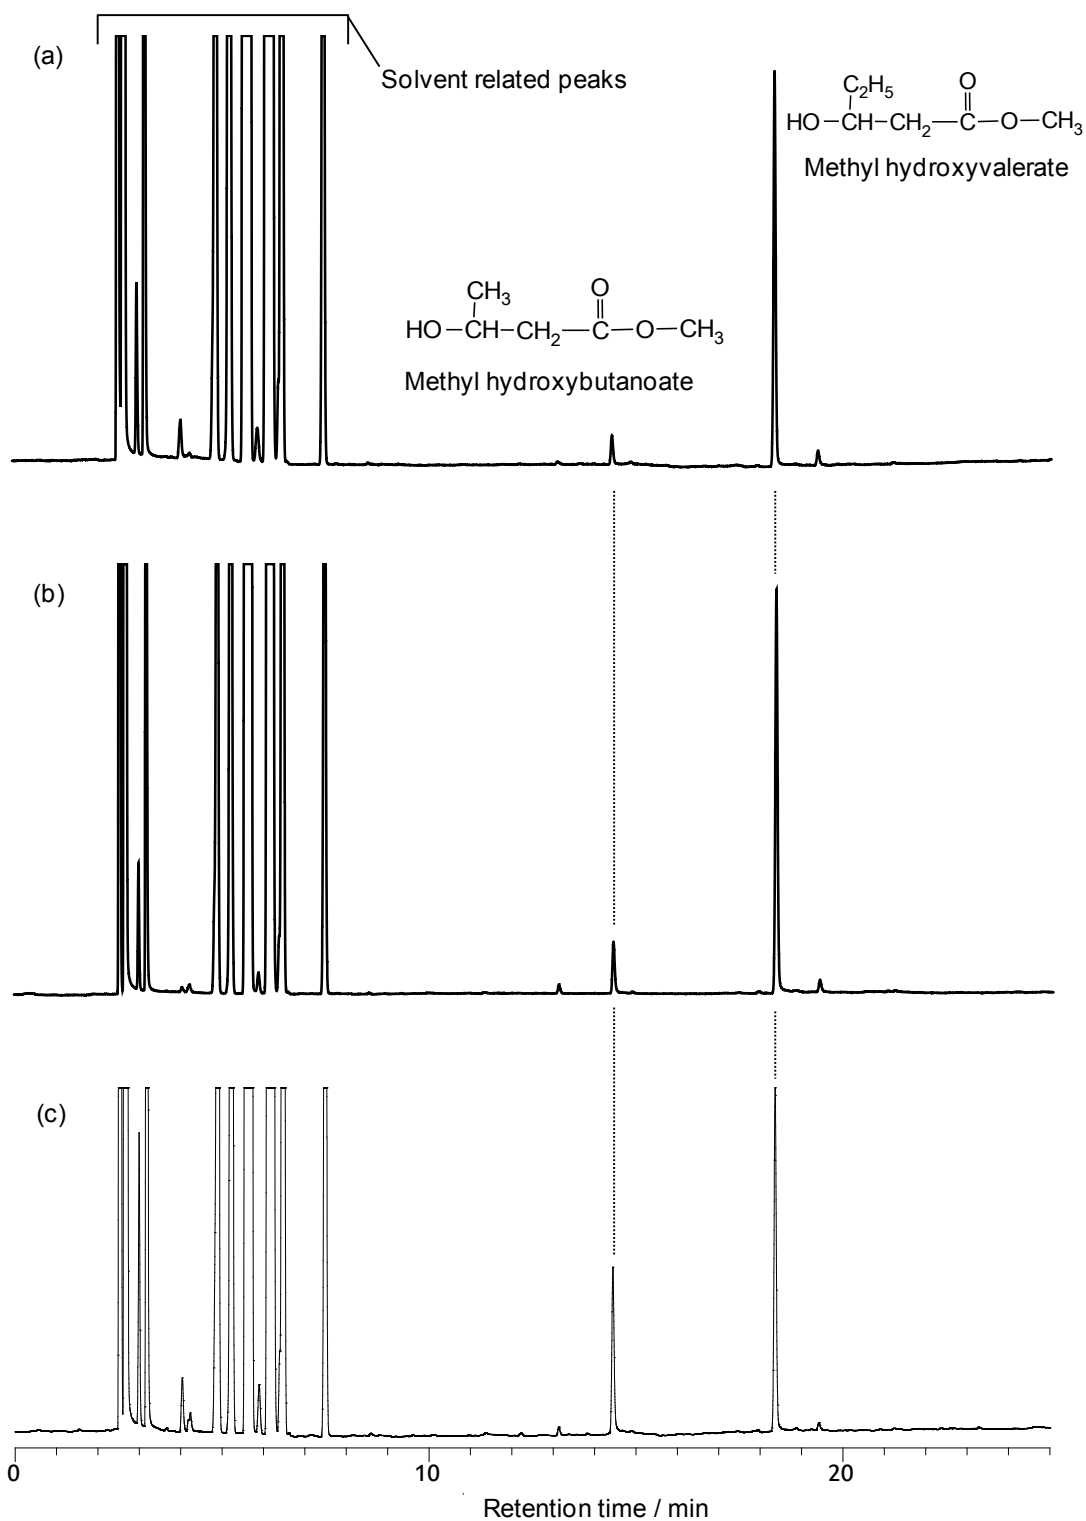 (a)
Solvent related peaks
C2H5
O
HO—CH—CH2—C—O—CH3
Methyl hydroxyvalerate
CH3
O
HO—CH—CH2—C—O—CH3
Methyl hydroxybutanoate
(b)
(c)
0 10 20
Retention time / min